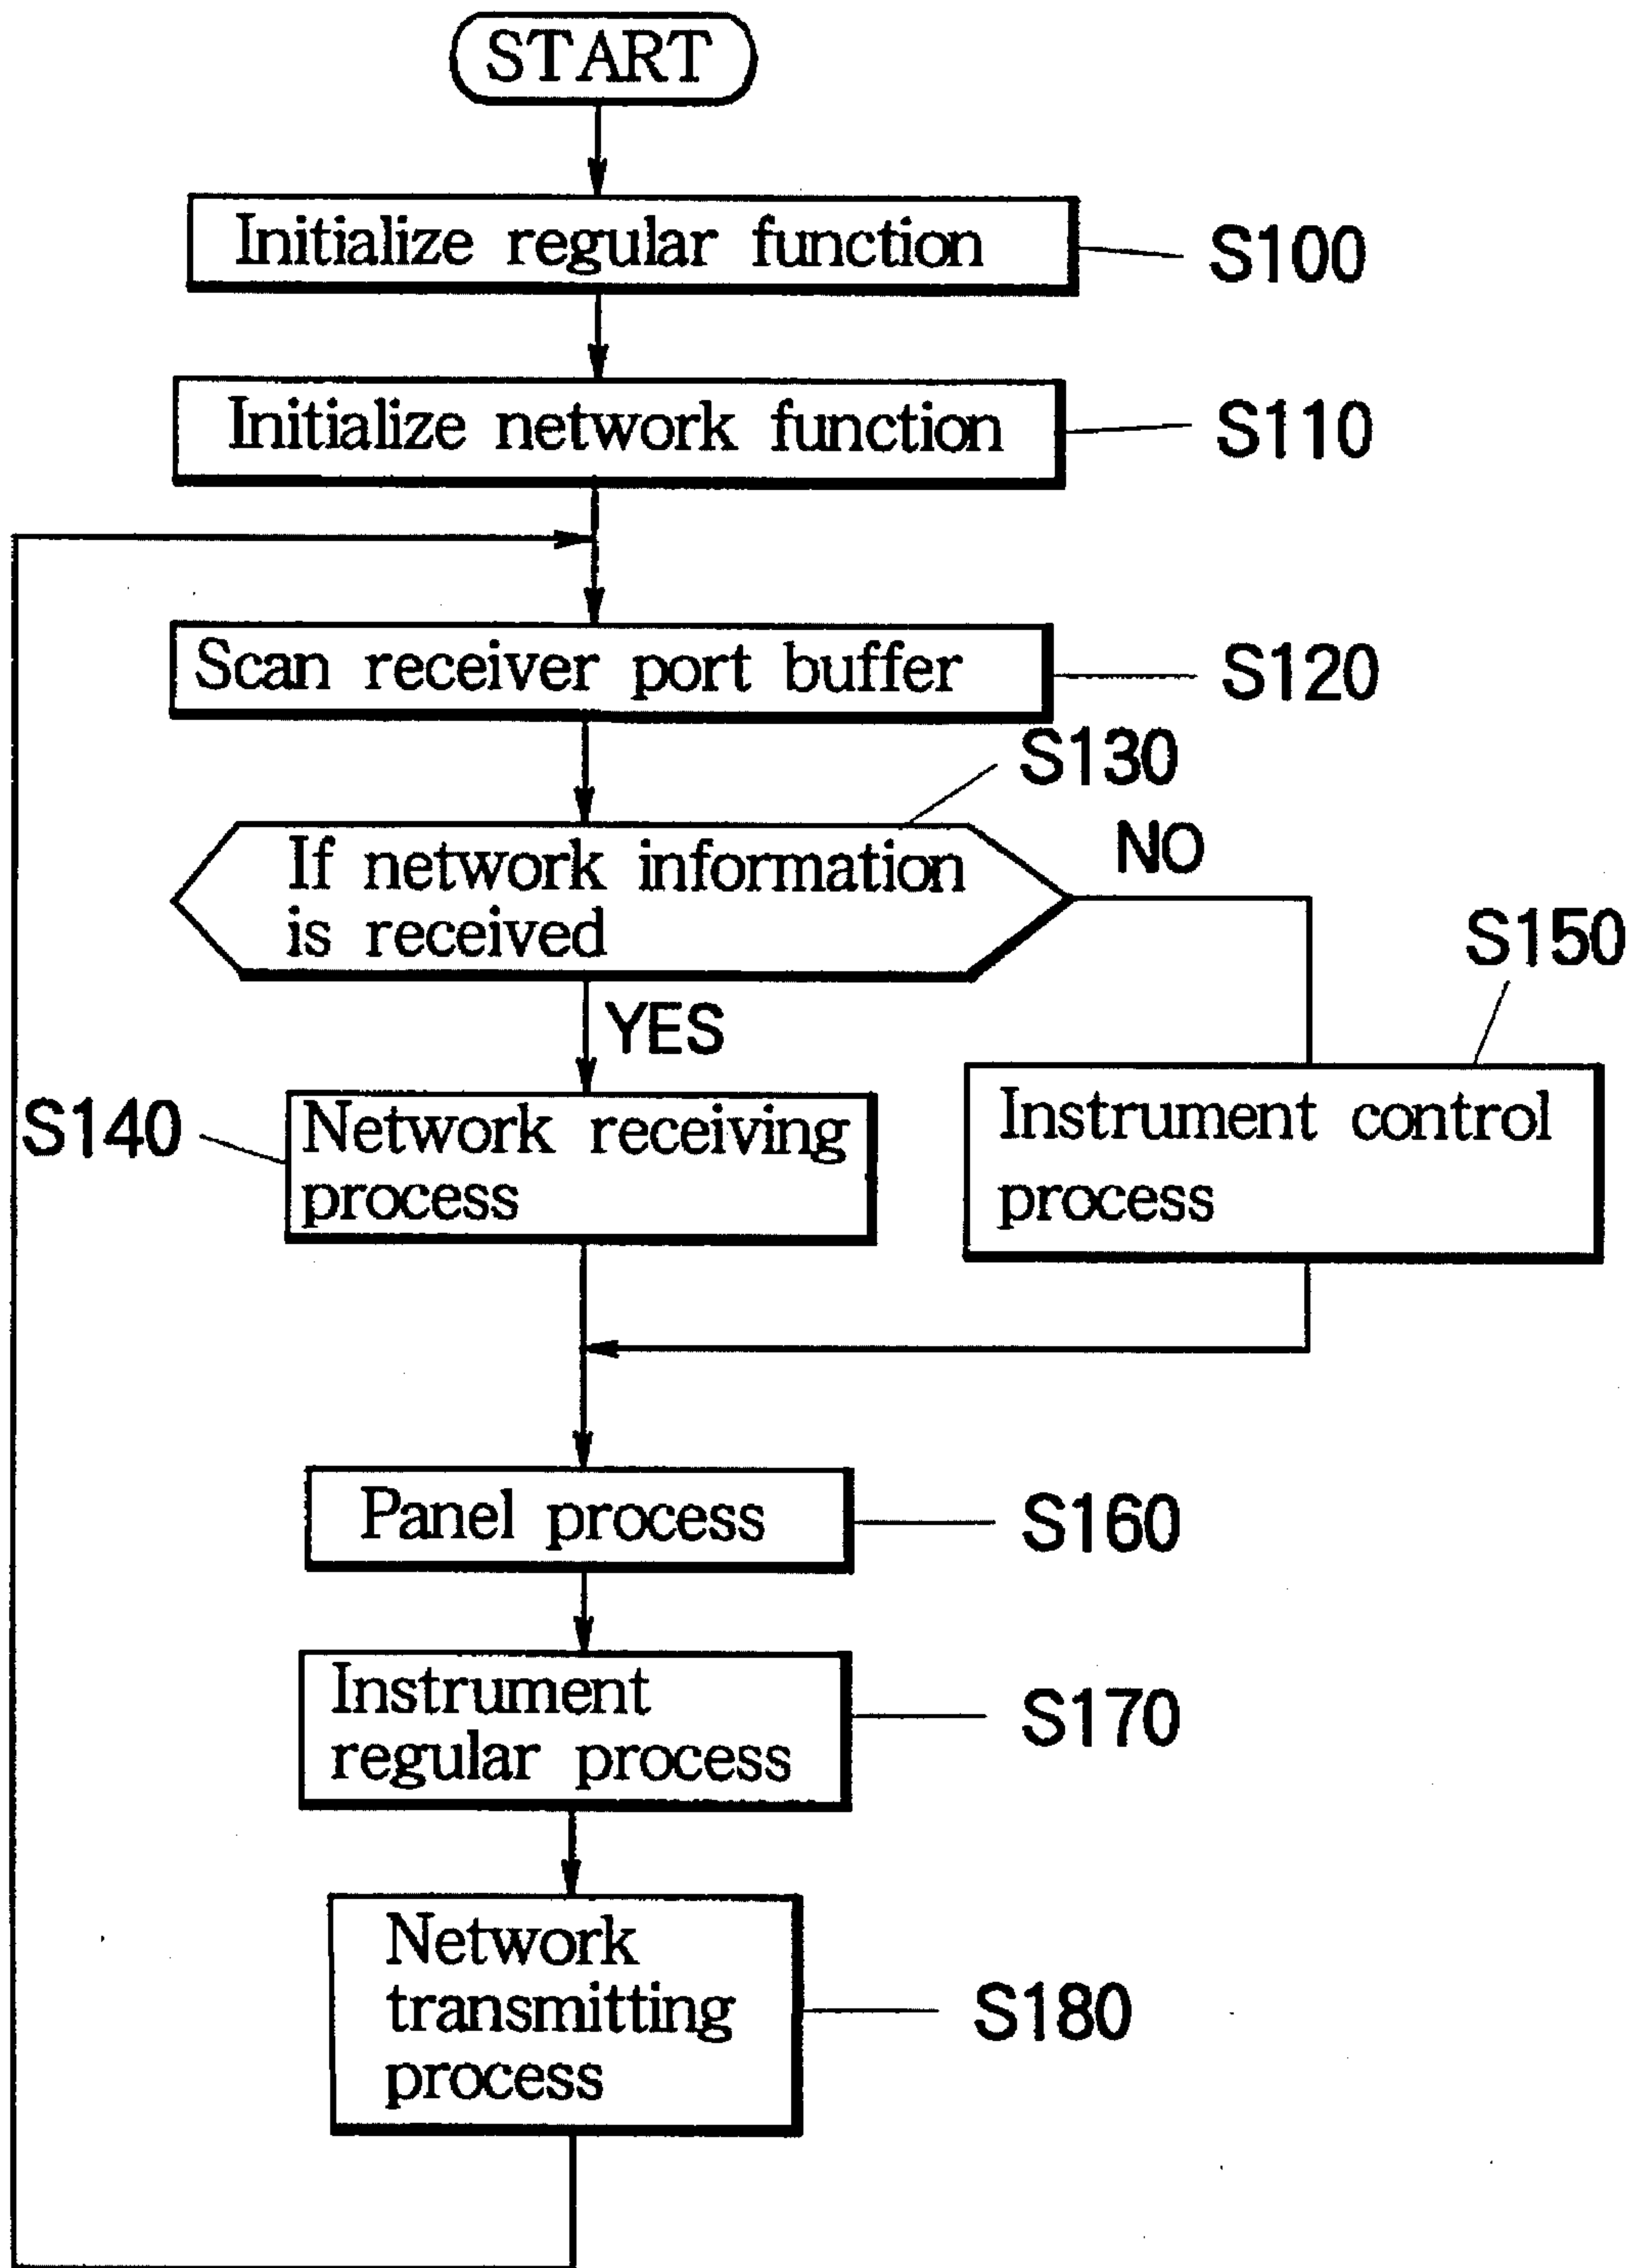 START
Initialize regular function
S100
Initialize network function
S110
Scan receiver port buffer
S120
S130
If network information
is received
NO
YES
S150
S140
Network receiving
process
Instrument control
process
Panel process
S160
Instrument
regular process
S170
Network
transmitting
process
S180